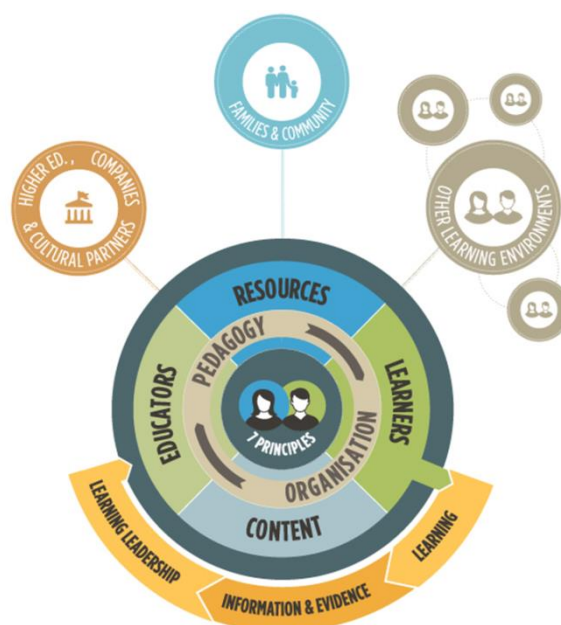 FAMILIES & COMMUNITY
HIGHER ED., COMPANIES
& CULTURAL PARTNERS
OTHER LEARNING ENVIRONMENTS
RESOURCES
PEDAGOGY
EDUCATORS
LEARNERS
7 PRINCIPLES
ORGANISATION
CONTENT
LEARNING LEADERSHIP
INFORMATION & EVIDENCE
LEARNING